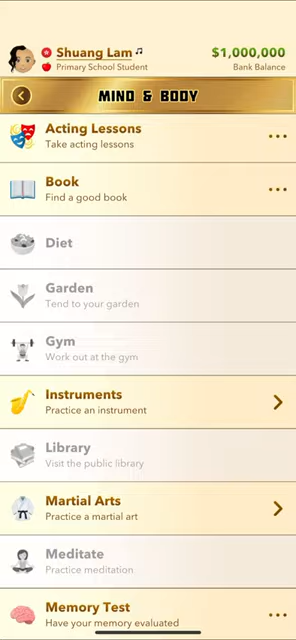 Shuang Lam
$1,000,000
Primary School Student
Bank Balance
MIND & BODY
Acting Lessons
Take acting lessons
Book
Find a good book
Diet
Garden
Tend to your garden
Gym
Work out at the gym
Instruments
Practice an instrument
Library
Visit the public library
Martial Arts
Practice a martial art
Meditate
Practice meditation
Memory Test
Have your memory evaluated